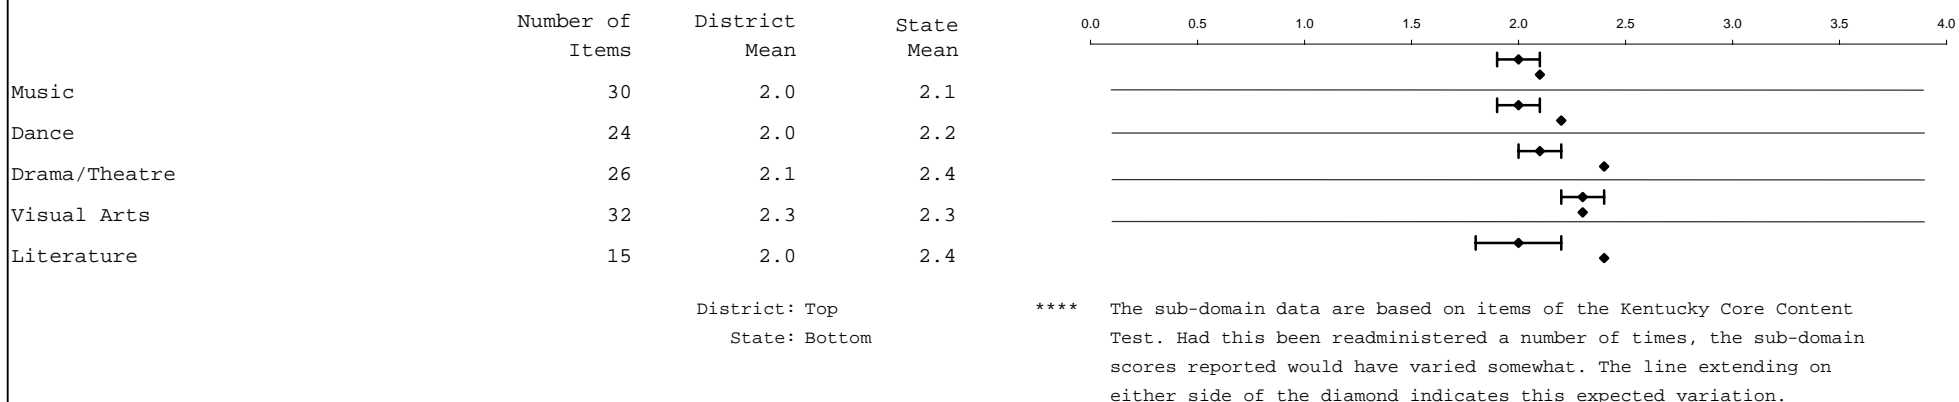 Number of District State 0.0 0.5 1.0 1.5 2.0 2.5 3.0 3.5 4.0
Items Mean Mean
Music 30 2.0 2.1
Dance 24 2.0 2.2
Drama/Theatre 26 2.1 2.4
Visual Arts 32 2.3 2.3
Literature 15 2.0 2.4
District: Top **** The sub-domain data are based on items of the Kentucky Core Content
State: Bottom Test. Had this been readministered a number of times, the sub-domain
scores reported would have varied somewhat. The line extending on
either side of the diamond indicates this expected variation.